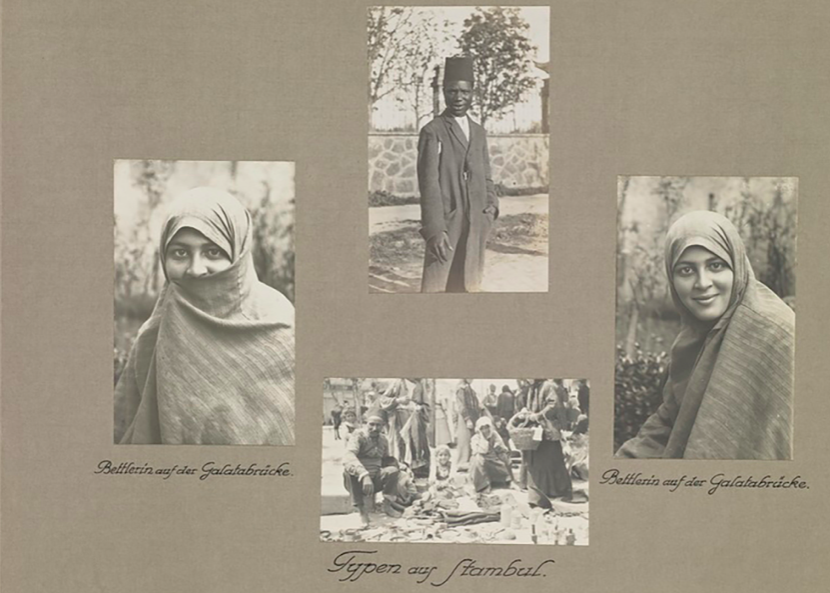 Bettlerin auf der Galatabrücke.
Bettlerin auf der Galatabrücke.
Typen aus Stambul.